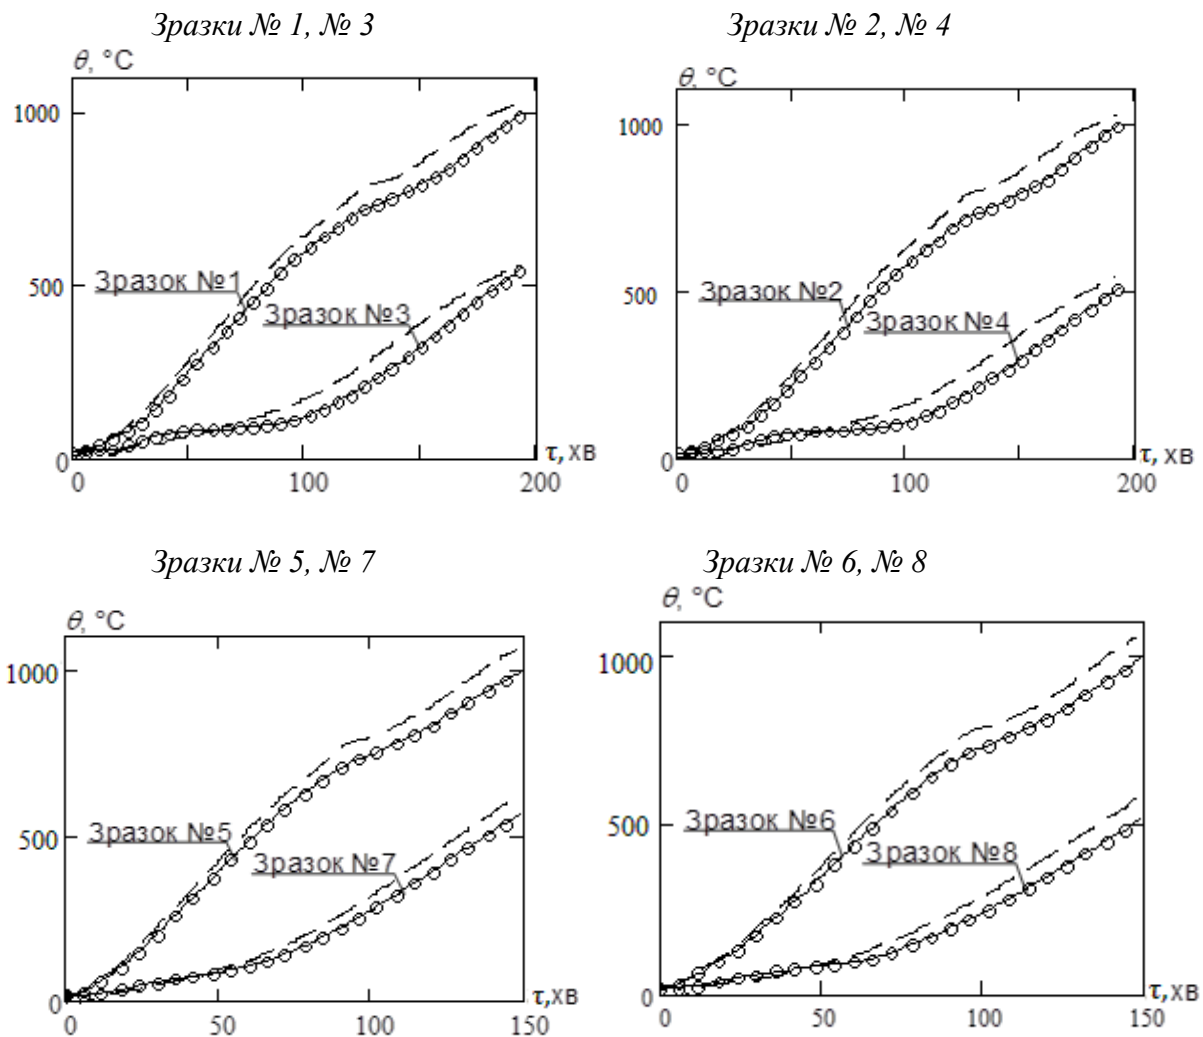 Зразки № 1, № 3
θ, °C
1000
500
0
Зразок №1
Зразок №3
τ, хв
0 100 200
Зразки № 2, № 4
θ, °C
1000
500
0
Зразок №2
Зразок №4
τ, хв
0 100 200
Зразки № 5, № 7
θ, °C
1000
500
0
Зразок №5
Зразок №7
τ, хв
0 50 100 150
Зразки № 6, № 8
θ, °C
1000
500
0
Зразок №6
Зразок №8
τ, хв
0 50 100 150